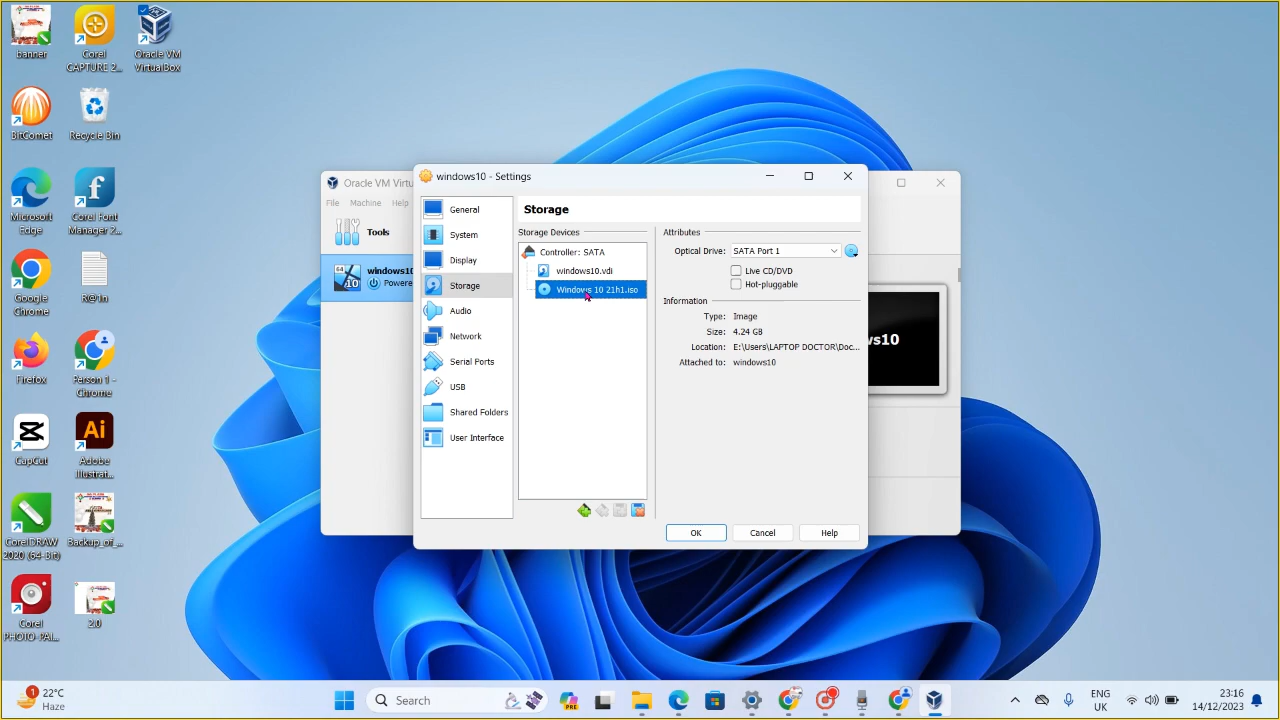 banner
Corel
CAPTURE 2...
Oracle VM
VirtualBox
BitComet
Recycle Bin
Microsoft
Edge
Corel Font
Manager 2...
Google
Chrome
R@1n
Firefox
Person 1 -
Chrome
CapCut
Adobe
Illustrat...
CorelDRAW
2020 (64-Bit)
Backup_of_...
Corel
PHOTO-PAI...
2.0
Oracle VM Virtu
File Machine Help
Tools
windows10
Powere
ws10
windows10 - Settings
General
System
Display
Storage
Audio
Network
Serial Ports
USB
Shared Folders
User Interface
Storage
Storage Devices
Controller: SATA
windows10.vdi
Windows 10 21h1.iso
Attributes
Optical Drive: SATA Port 1
Live CD/DVD
Hot-pluggable
Information
Type: Image
Size: 4.24 GB
Location: E:\Users\LAPTOP DOCTOR\Doc...
Attached to: windows10
OK Cancel Help
1
22°C
Haze
Search
PRE
ENG
UK
23:16
14/12/2023